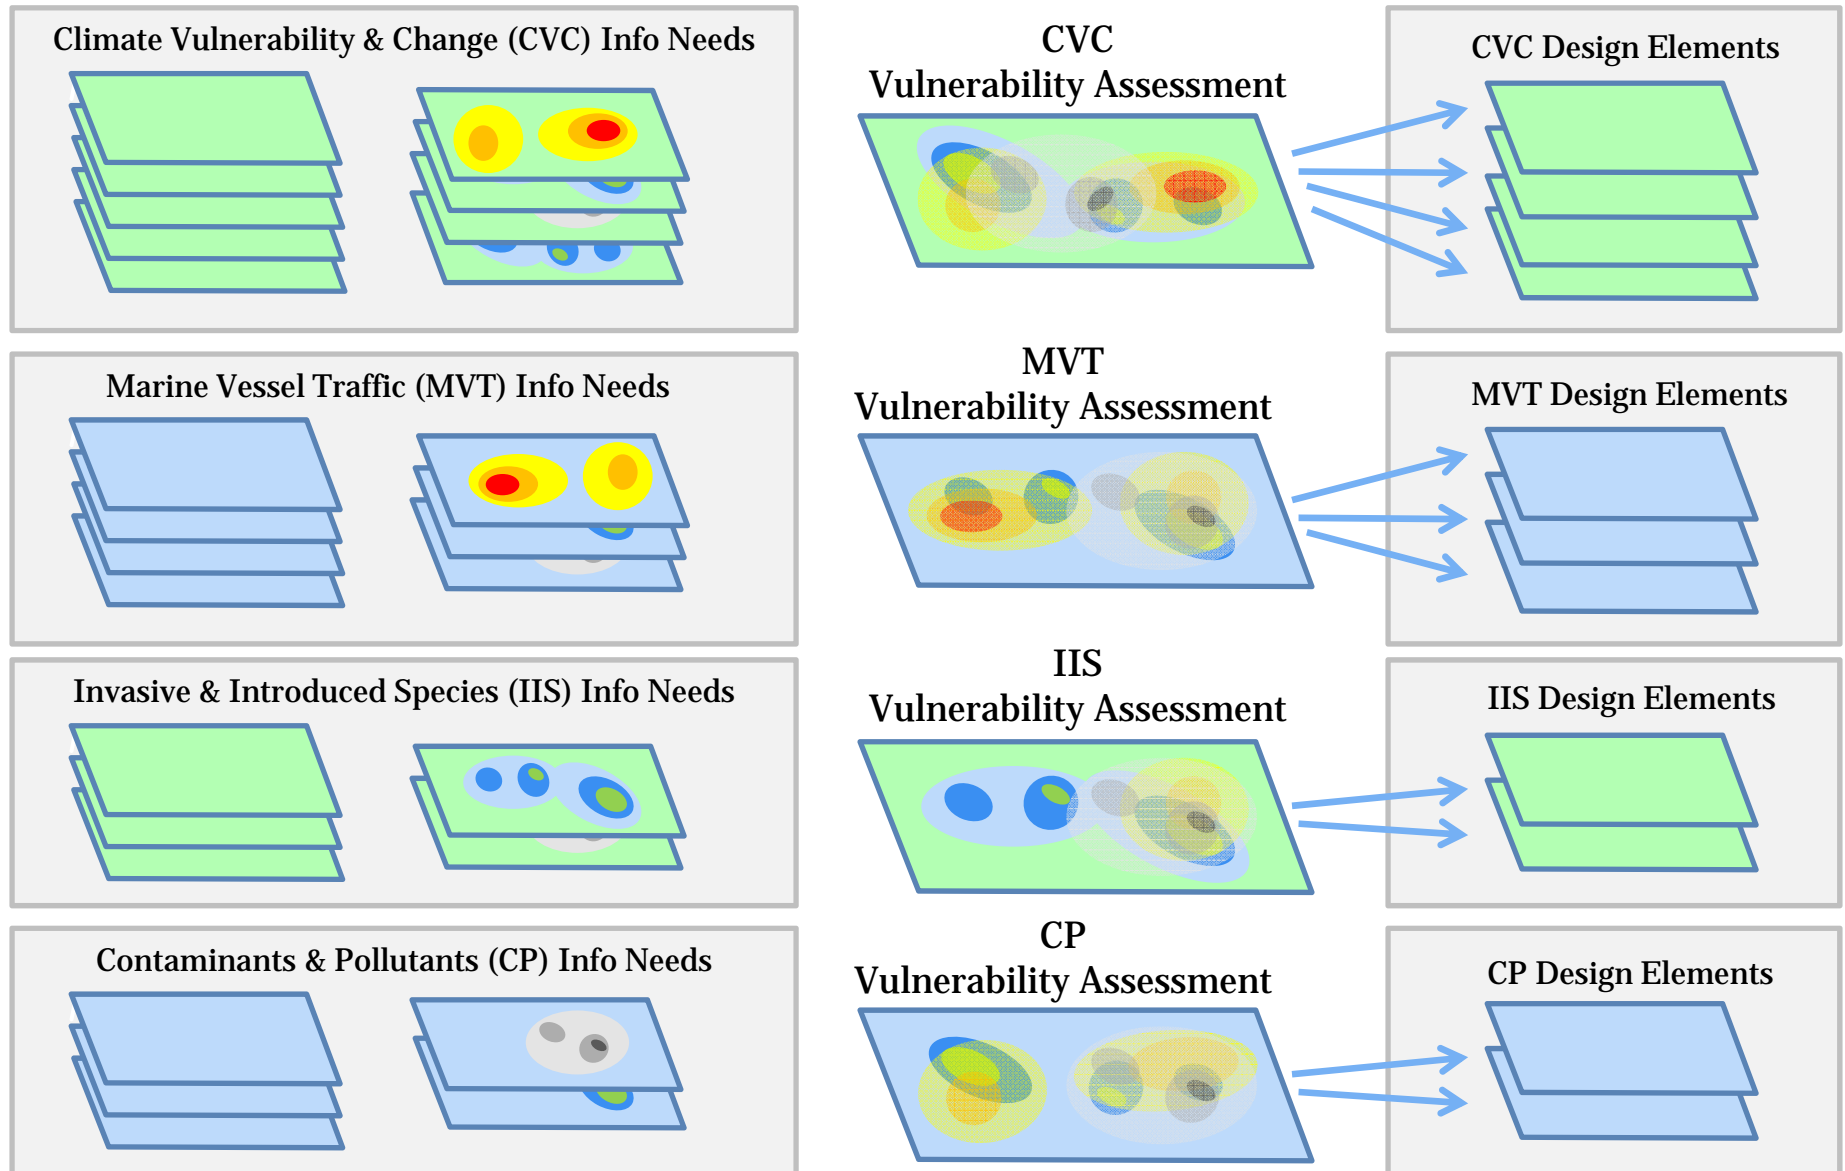 Climate Vulnerability & Change (CVC) Info Needs
CVC
Vulnerability Assessment
CVC Design Elements
Marine Vessel Traffic (MVT) Info Needs
MVT
Vulnerability Assessment
MVT Design Elements
Invasive & Introduced Species (IIS) Info Needs
IIS
Vulnerability Assessment
IIS Design Elements
Contaminants & Pollutants (CP) Info Needs
CP
Vulnerability Assessment
CP Design Elements